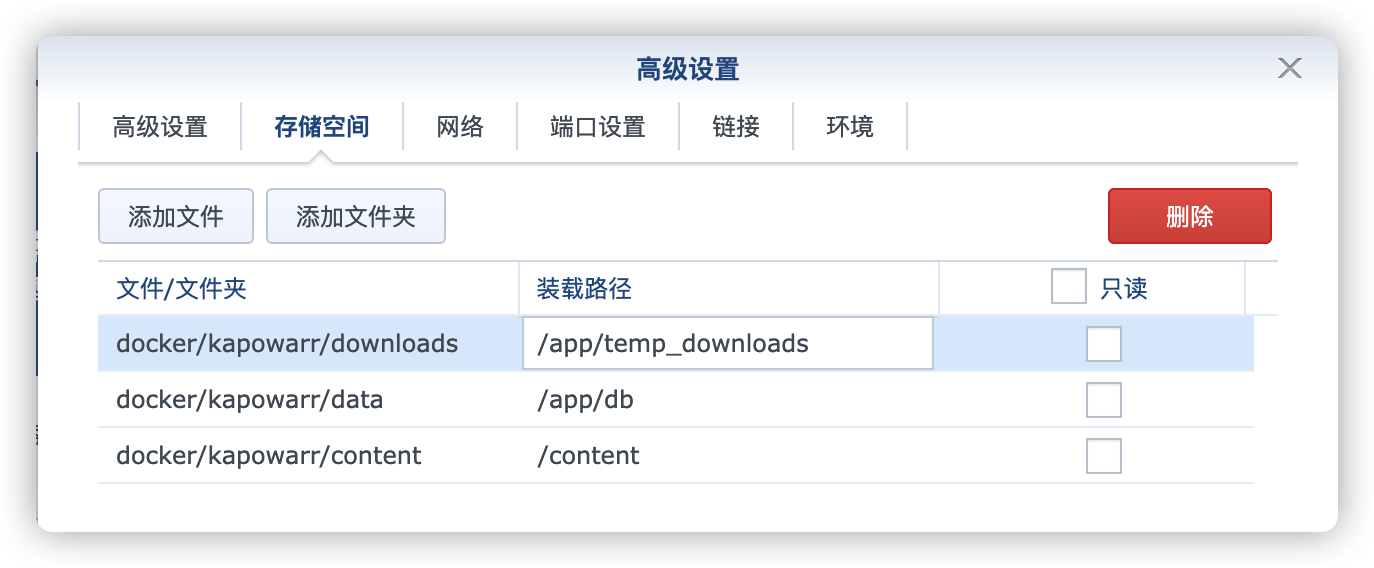 高级设置
高级设置 存储空间 网络 端口设置 链接 环境
添加文件 添加文件夹 删除
文件/文件夹 装载路径 只读
docker/kapowarr/downloads /app/temp_downloads
docker/kapowarr/data /app/db
docker/kapowarr/content /content